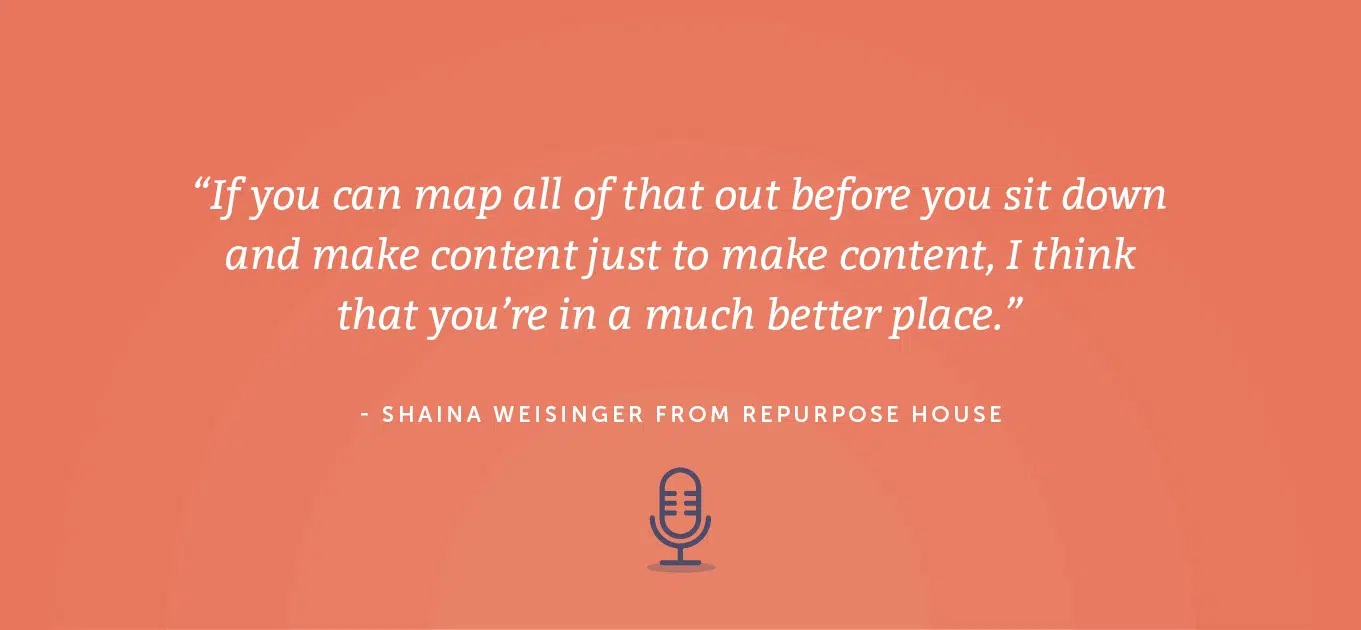 “If you can map all of that out before you sit down
and make content just to make content, I think
that you’re in a much better place.”
- SHAINA WEISINGER FROM REPURPOSE HOUSE